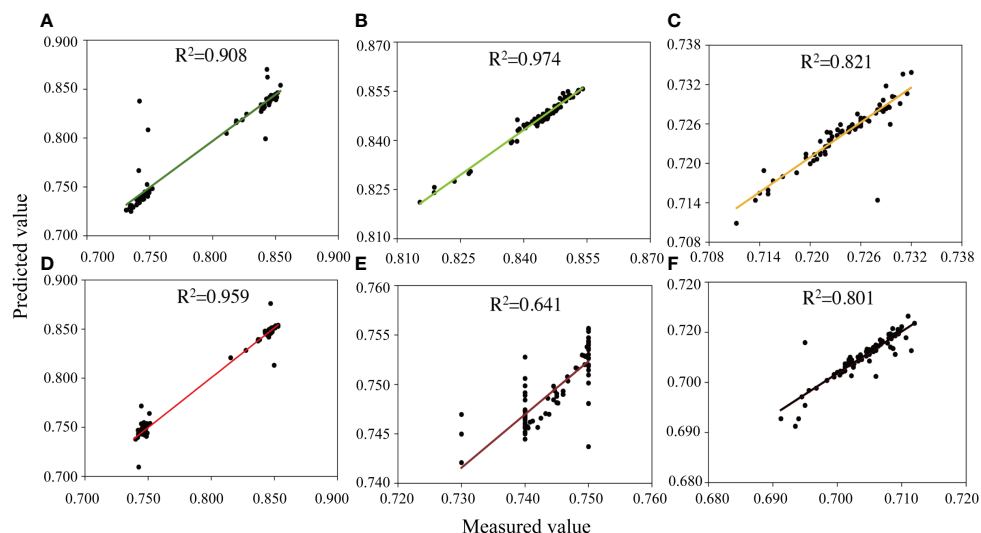 A
R²=0.908
0.900
0.850
0.800
0.750
0.700
0.700 0.750 0.800 0.850 0.900
B
R²=0.974
0.870
0.855
0.840
0.825
0.810
0.810 0.825 0.840 0.855 0.870
C
R²=0.821
0.738
0.732
0.726
0.720
0.714
0.708
0.708 0.714 0.720 0.726 0.732 0.738
Predicted value
D
R²=0.959
0.900
0.850
0.800
0.750
0.700
0.700 0.750 0.800 0.850 0.900
E
R²=0.641
0.760
0.755
0.750
0.745
0.740
0.720 0.730 0.740 0.750 0.760
F
R²=0.801
0.720
0.720
0.700
0.690
0.680
0.680 0.690 0.700 0.710 0.720
Measured value